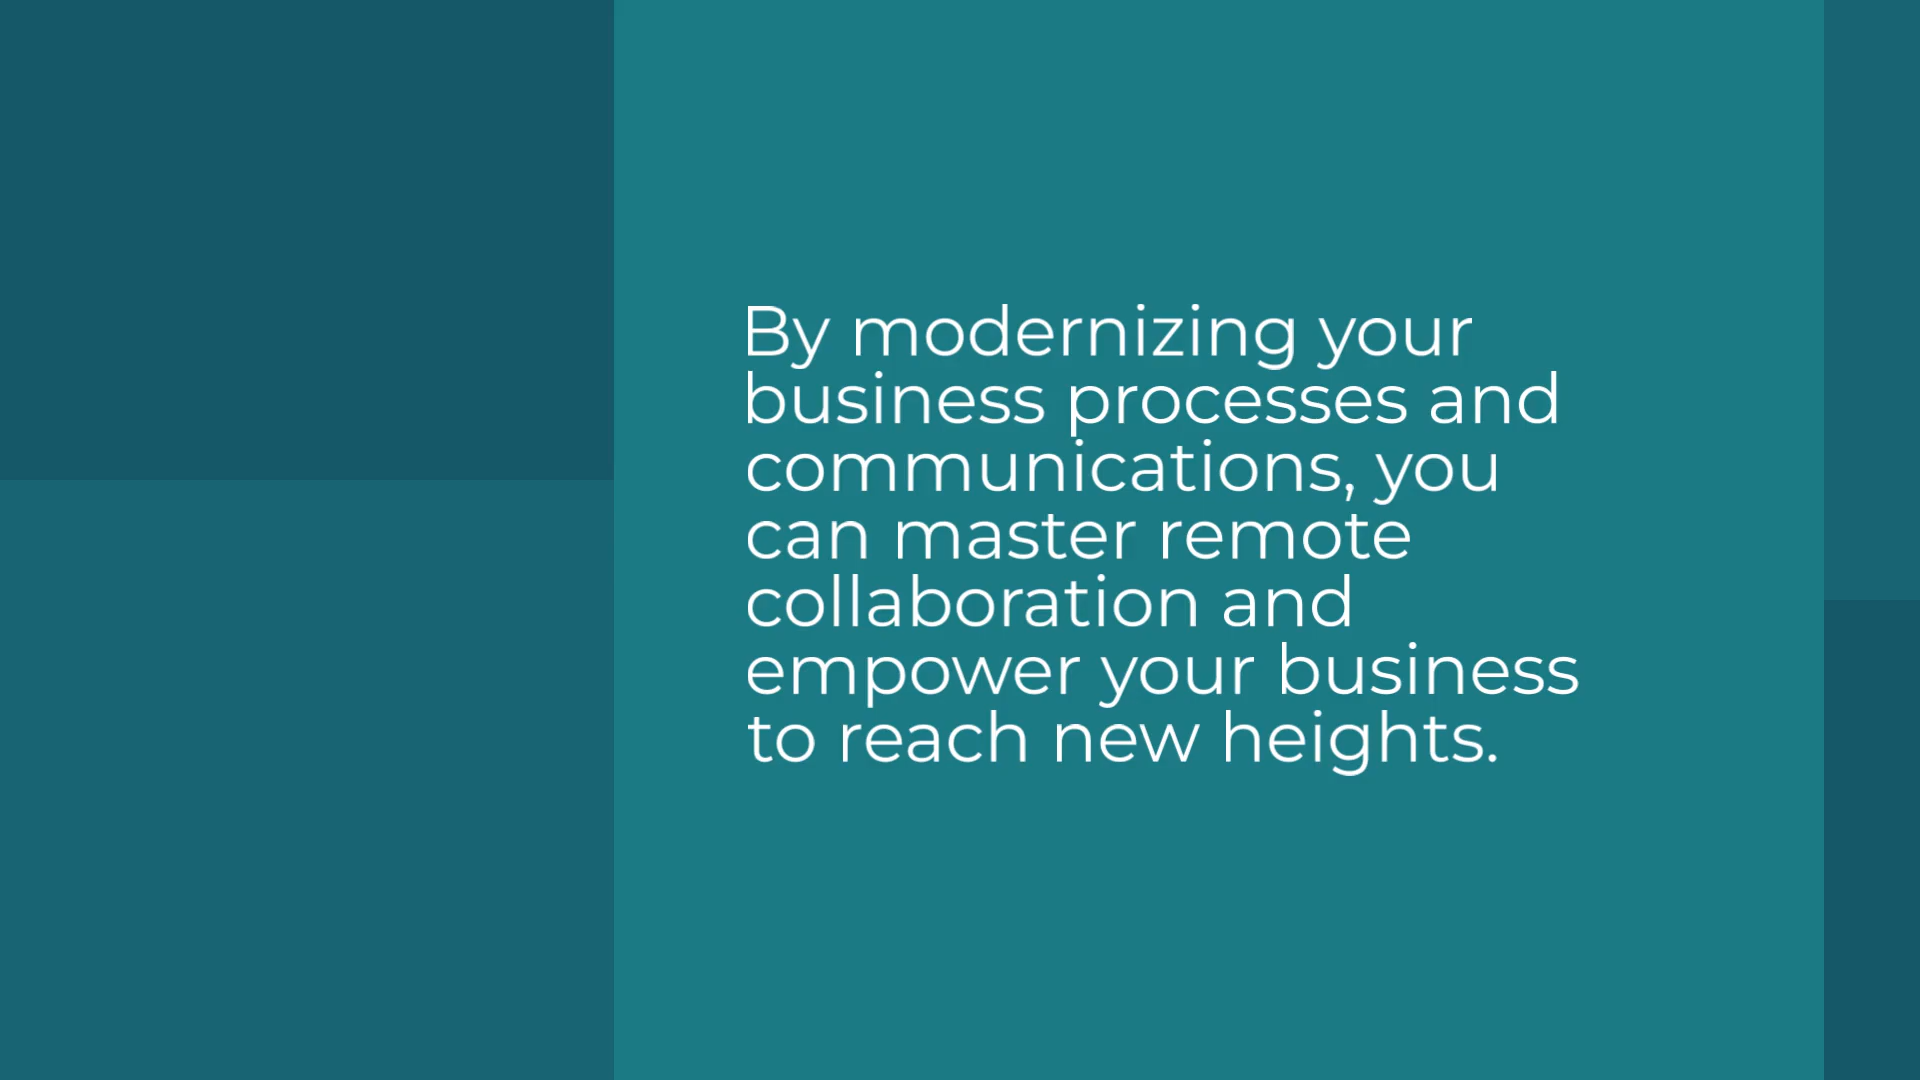 By modernizing your
business processes and
communications, you
can master remote
collaboration and
empower your business
to reach new heights.